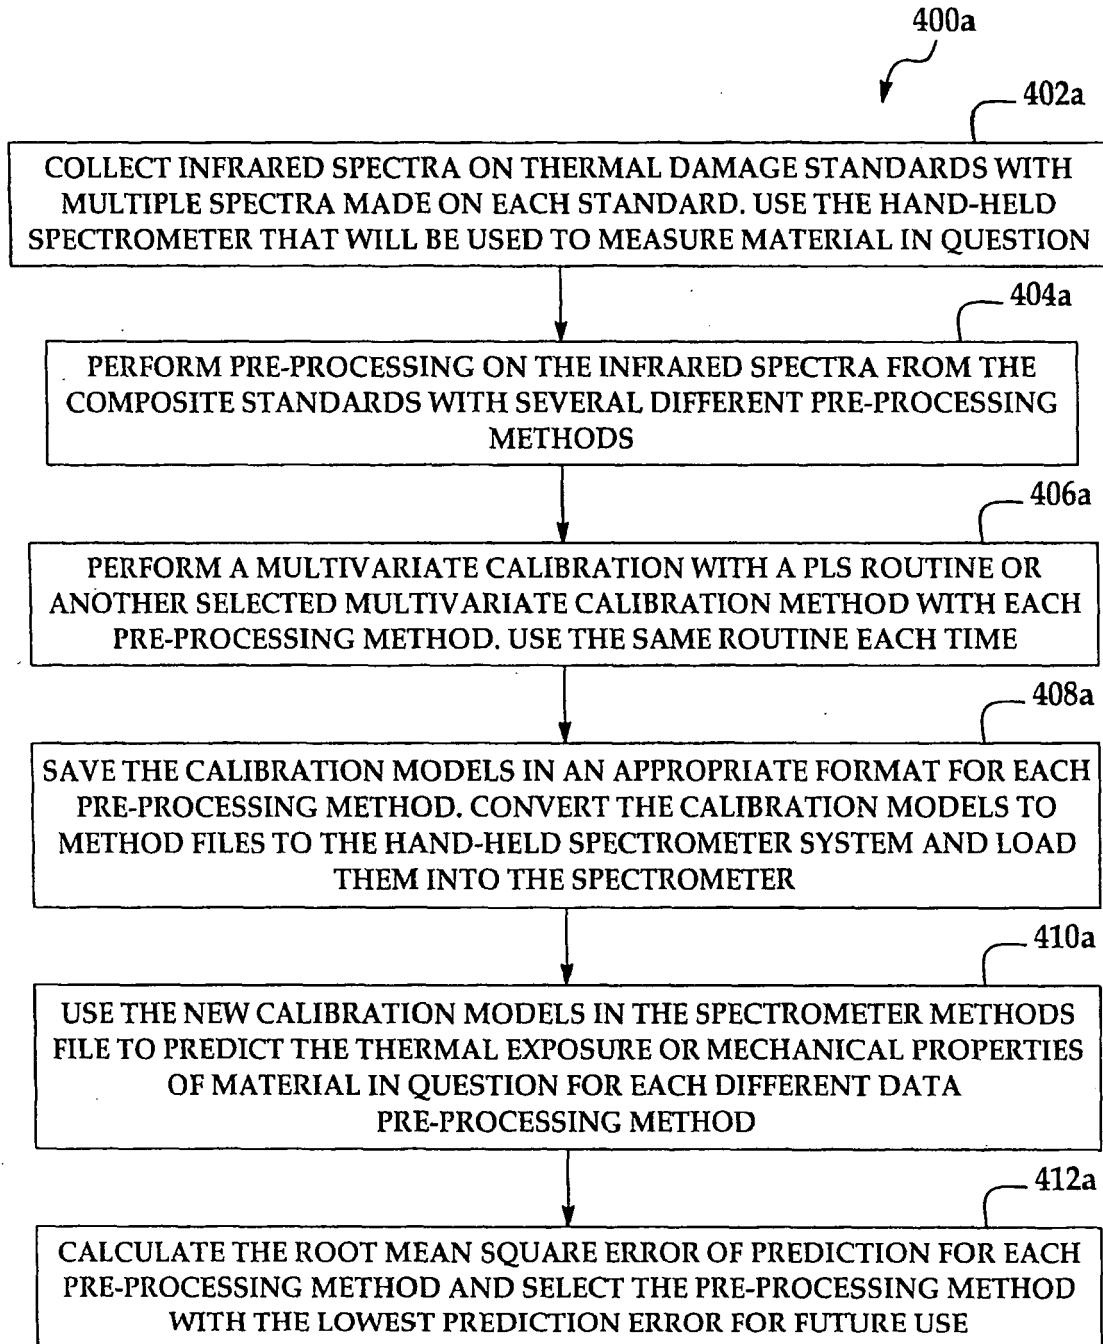 400a
402a
COLLECT INFRARED SPECTRA ON THERMAL DAMAGE STANDARDS WITH
MULTIPLE SPECTRA MADE ON EACH STANDARD. USE THE HAND-HELD
SPECTROMETER THAT WILL BE USED TO MEASURE MATERIAL IN QUESTION
404a
PERFORM PRE-PROCESSING ON THE INFRARED SPECTRA FROM THE
COMPOSITE STANDARDS WITH SEVERAL DIFFERENT PRE-PROCESSING
METHODS
406a
PERFORM A MULTIVARIATE CALIBRATION WITH A PLS ROUTINE OR
ANOTHER SELECTED MULTIVARIATE CALIBRATION METHOD WITH EACH
PRE-PROCESSING METHOD. USE THE SAME ROUTINE EACH TIME
408a
SAVE THE CALIBRATION MODELS IN AN APPROPRIATE FORMAT FOR EACH
PRE-PROCESSING METHOD. CONVERT THE CALIBRATION MODELS TO
METHOD FILES TO THE HAND-HELD SPECTROMETER SYSTEM AND LOAD
THEM INTO THE SPECTROMETER
410a
USE THE NEW CALIBRATION MODELS IN THE SPECTROMETER METHODS
FILE TO PREDICT THE THERMAL EXPOSURE OR MECHANICAL PROPERTIES
OF MATERIAL IN QUESTION FOR EACH DIFFERENT DATA
PRE-PROCESSING METHOD
412a
CALCULATE THE ROOT MEAN SQUARE ERROR OF PREDICTION FOR EACH
PRE-PROCESSING METHOD AND SELECT THE PRE-PROCESSING METHOD
WITH THE LOWEST PREDICTION ERROR FOR FUTURE USE